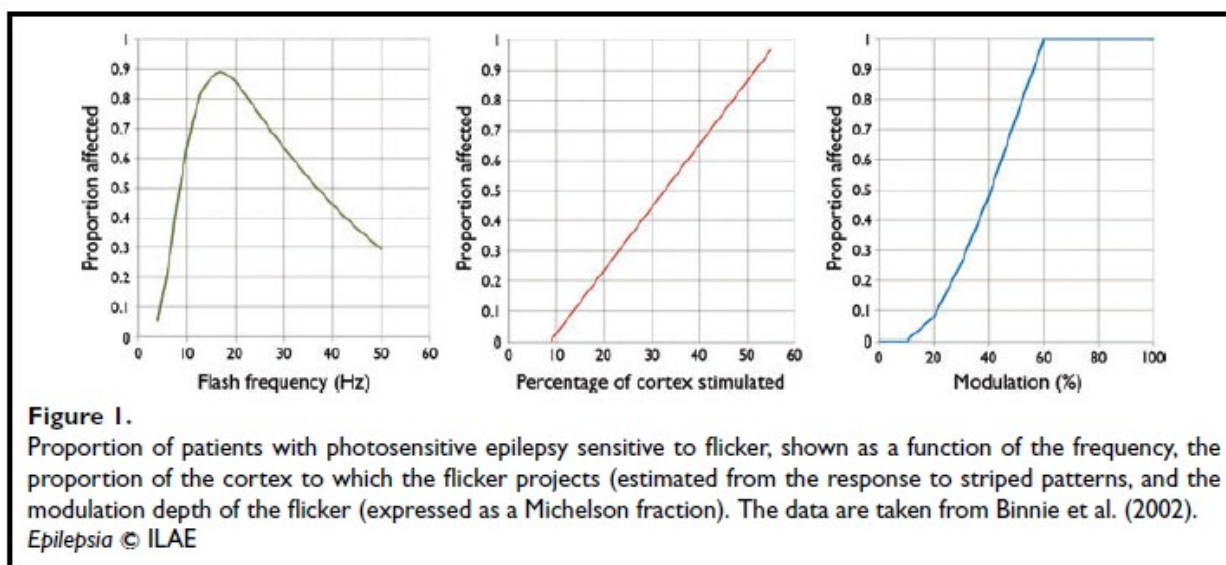 1
0.9
0.8
0.7
0.6
0.5
0.4
0.3
0.2
0.1
0
Proportion affected
0 10 20 30 40 50 60
Flash frequency (Hz)
1
0.9
0.8
0.7
0.6
0.5
0.4
0.3
0.2
0.1
0
Proportion affected
0 10 20 30 40 50 60
Percentage of cortex stimulated
1
0.9
0.8
0.7
0.6
0.5
0.4
0.3
0.2
0.1
0
Proportion affected
0 20 40 60 80 100
Modulation (%)
Figure 1.
Proportion of patients with photosensitive epilepsy sensitive to flicker, shown as a function of the frequency, the
proportion of the cortex to which the flicker projects (estimated from the response to striped patterns, and the
modulation depth of the flicker (expressed as a Michelson fraction). The data are taken from Binnie et al. (2002).
Epilepsia © ILAE